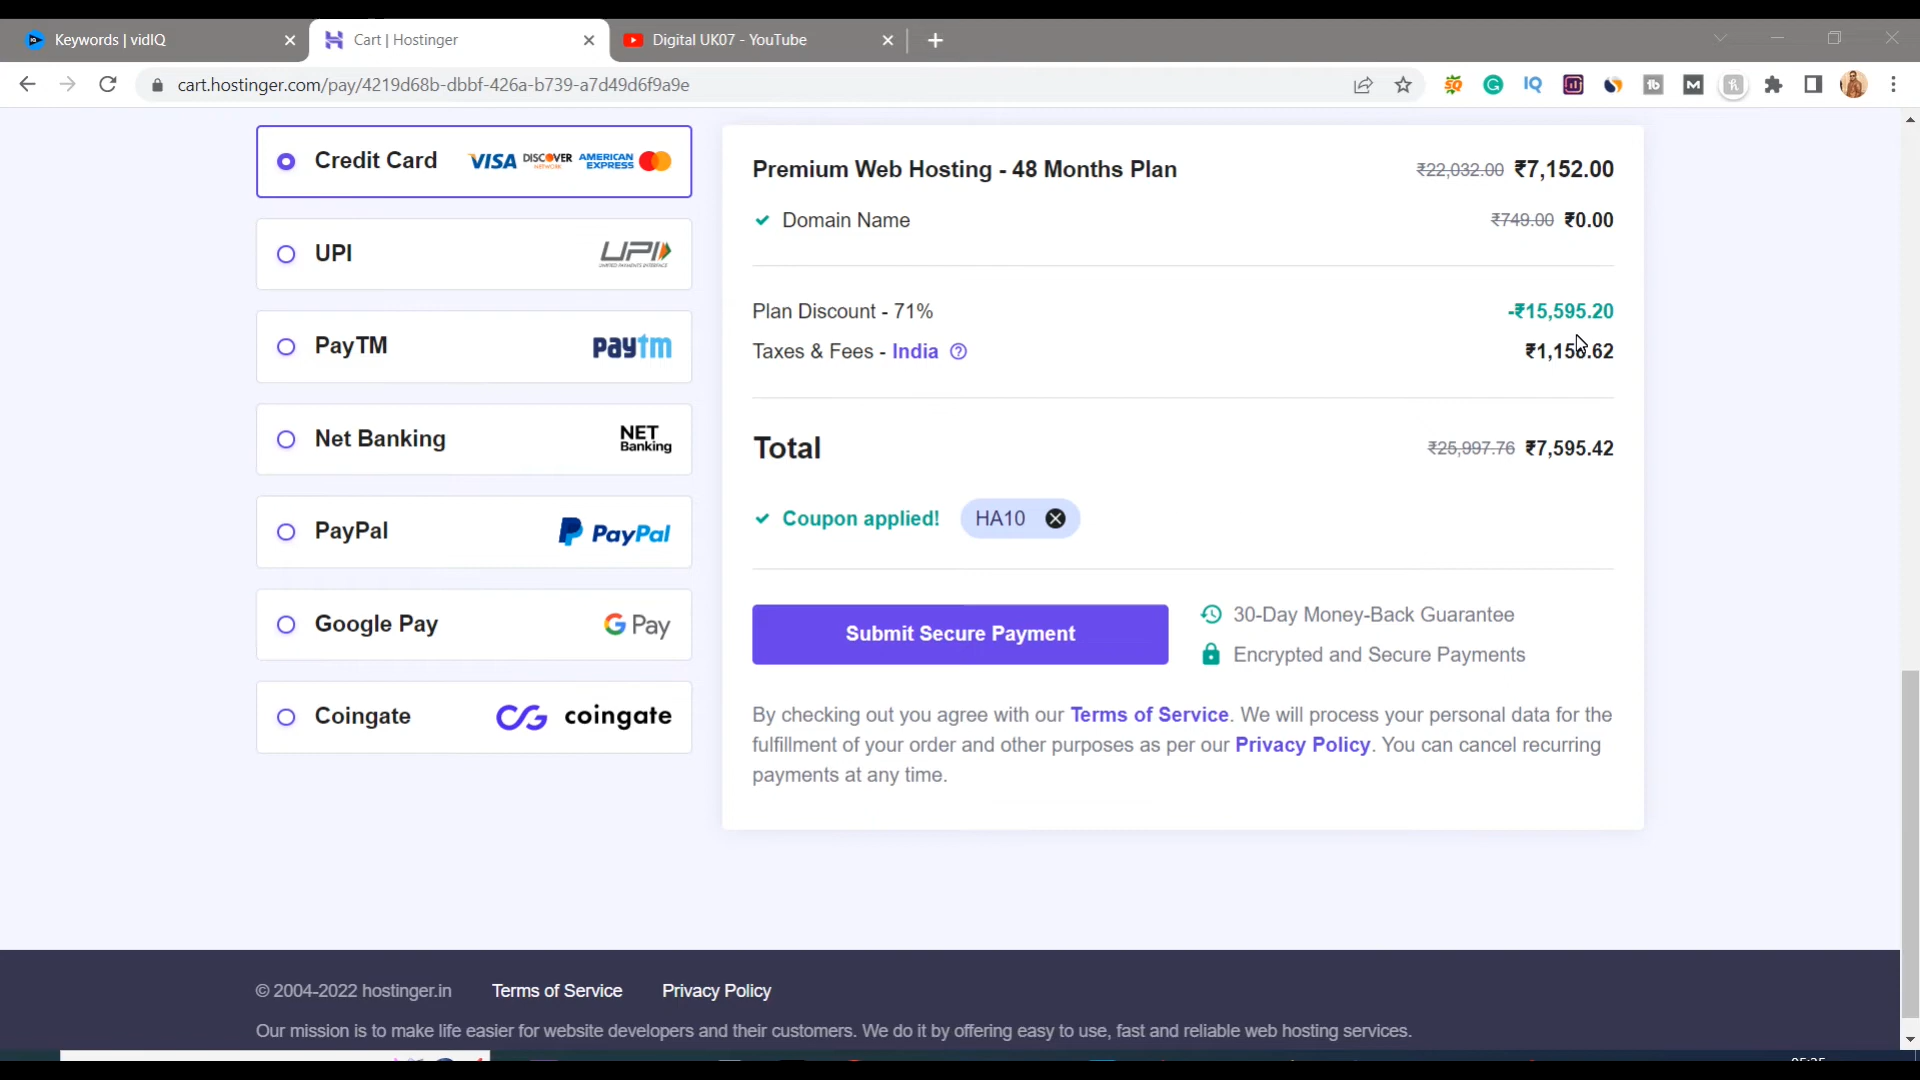 Keywords | vidIQ
Cart | Hostinger
Digital UK07 - YouTube
cart.hostinger.com/pay/4219d68b-dbbf-426a-b739-a7d49d6f9a9e
Credit Card VISA DISCOVER NETWORK AMERICAN EXPRESS
UPI UPI UNIFIED PAYMENTS INTERFACE
PayTM paytm
Net Banking NET Banking
PayPal PayPal
Google Pay G Pay
Coingate coingate
Premium Web Hosting - 48 Months Plan ₹22,032.00 ₹7,152.00
Domain Name ₹749.00 ₹0.00
Plan Discount - 71% -₹15,595.20
Taxes & Fees - India ₹1,158.62
Total ₹25,997.76 ₹7,595.42
Coupon applied! HA10
Submit Secure Payment
30-Day Money-Back Guarantee
Encrypted and Secure Payments
By checking out you agree with our Terms of Service. We will process your personal data for the
fulfillment of your order and other purposes as per our Privacy Policy. You can cancel recurring
payments at any time.
© 2004-2022 hostinger.in Terms of Service Privacy Policy
Our mission is to make life easier for website developers and their customers. We do it by offering easy to use, fast and reliable web hosting services.